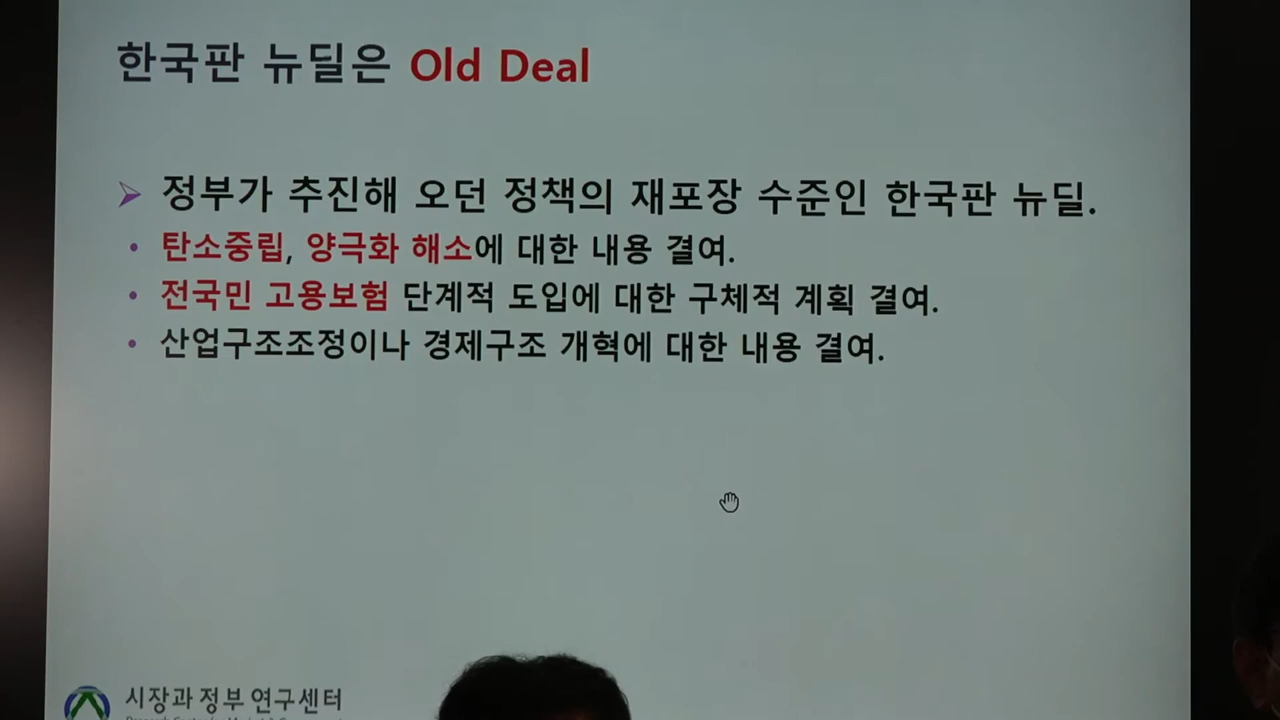 한국판 뉴딜은 Old Deal
정부가 추진해 오던 정책의 재포장 수준인 한국판 뉴딜.
• 탄소중립, 양극화 해소에 대한 내용 결여.
• 전국민 고용보험 단계적 도입에 대한 구체적 계획 결여.
• 산업구조조정이나 경제구조 개혁에 대한 내용 결여.
시장과 정부 연구센터